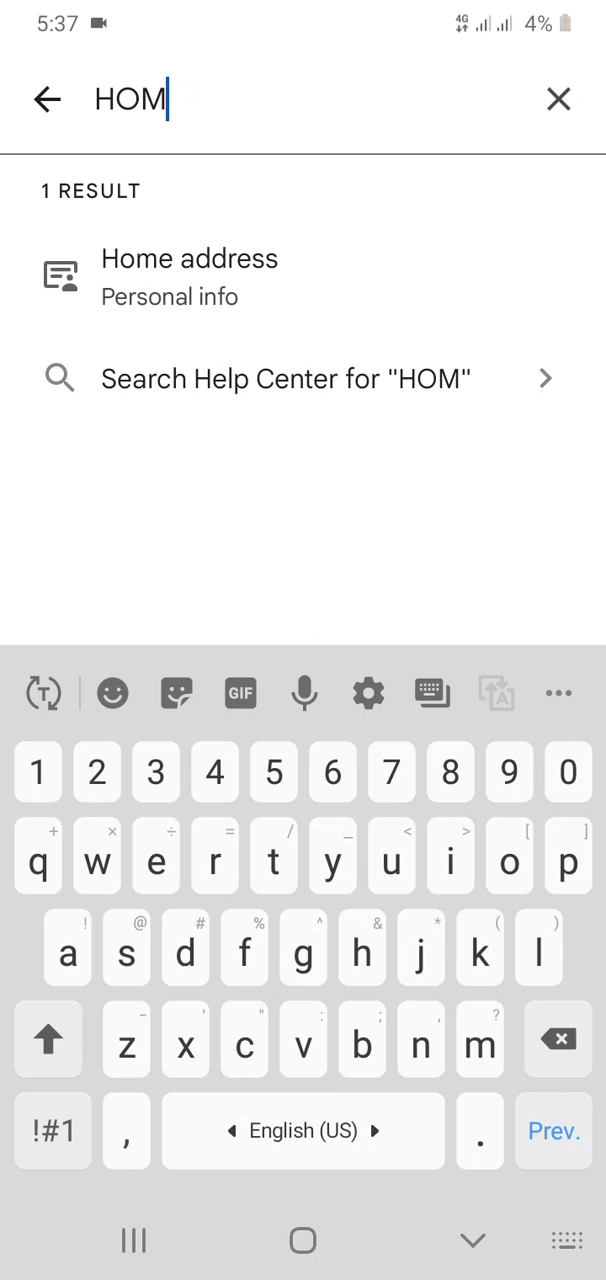 5:37 4G 4%
HOM
1 RESULT
Home address
Personal info
Search Help Center for "HOM"
T GIF A
1 2 3 4 5 6 7 8 9 0
+ × ÷ = / _ < > [ ]
q w e r t y u i o p
! @ # % ^ & * ( )
a s d f g h j k l
- ' " : ; , ?
z x c v b n m
!#1 , English (US) . Prev.